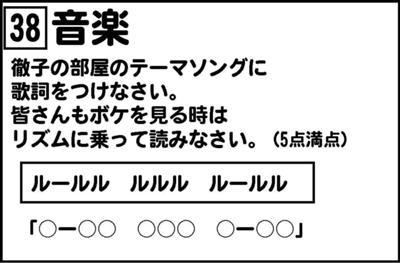 38 音楽
徹子の部屋のテーマソングに
歌詞をつけなさい。
皆さんもボケを見る時は
リズムに乗って読みなさい。（5点満点）
ルールル　ルルル　ルールル
「○ー○○　○○○　○ー○○」